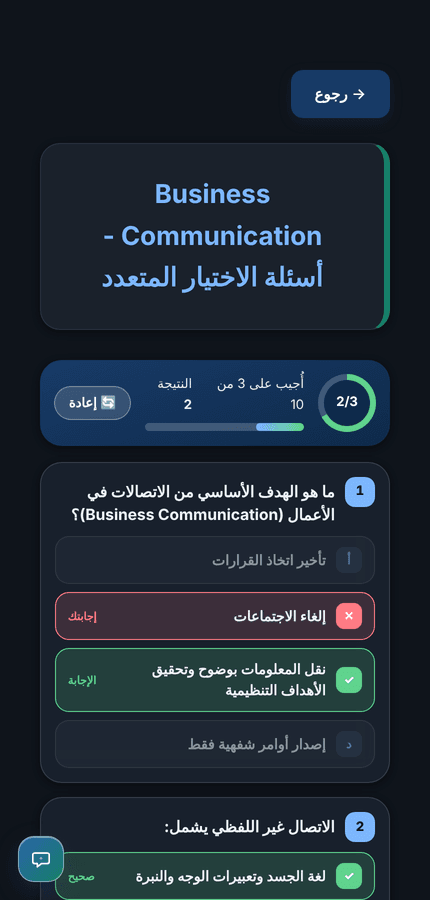 → رجوع
Business
Communication -
أسئلة الاختيار المتعدد
2/3
أُجيب على 3 من
10
النتيجة
2
🔄 إعادة
1
ما هو الهدف الأساسي من الاتصالات في
الأعمال (Business Communication)؟
أ
تأخير اتخاذ القرارات
إلغاء الاجتماعات
إجابتك
نقل المعلومات بوضوح وتحقيق
الأهداف التنظيمية
الإجابة
د
إصدار أوامر شفهية فقط
2
الاتصال غير اللفظي يشمل:
لغة الجسد وتعبيرات الوجه والنبرة
صحيح